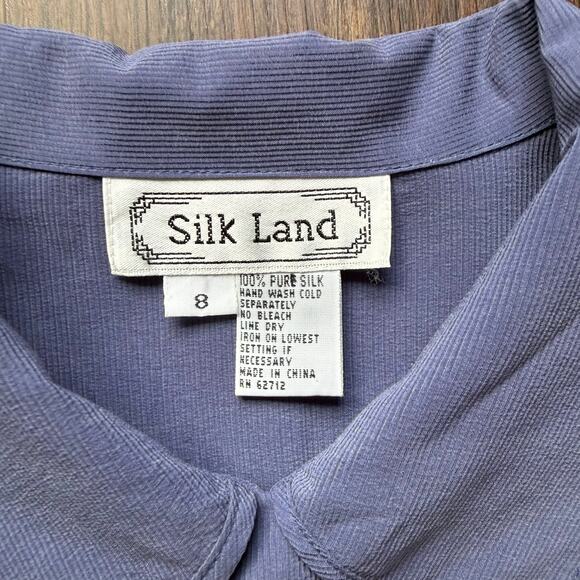 Silk Land
8
100% PURE SILK
HAND WASH COLD
SEPARATELY
NO BLEACH
LINE DRY
IRON ON LOWEST
SETTING IF
NECESSARY
MADE IN CHINA
RN 62712